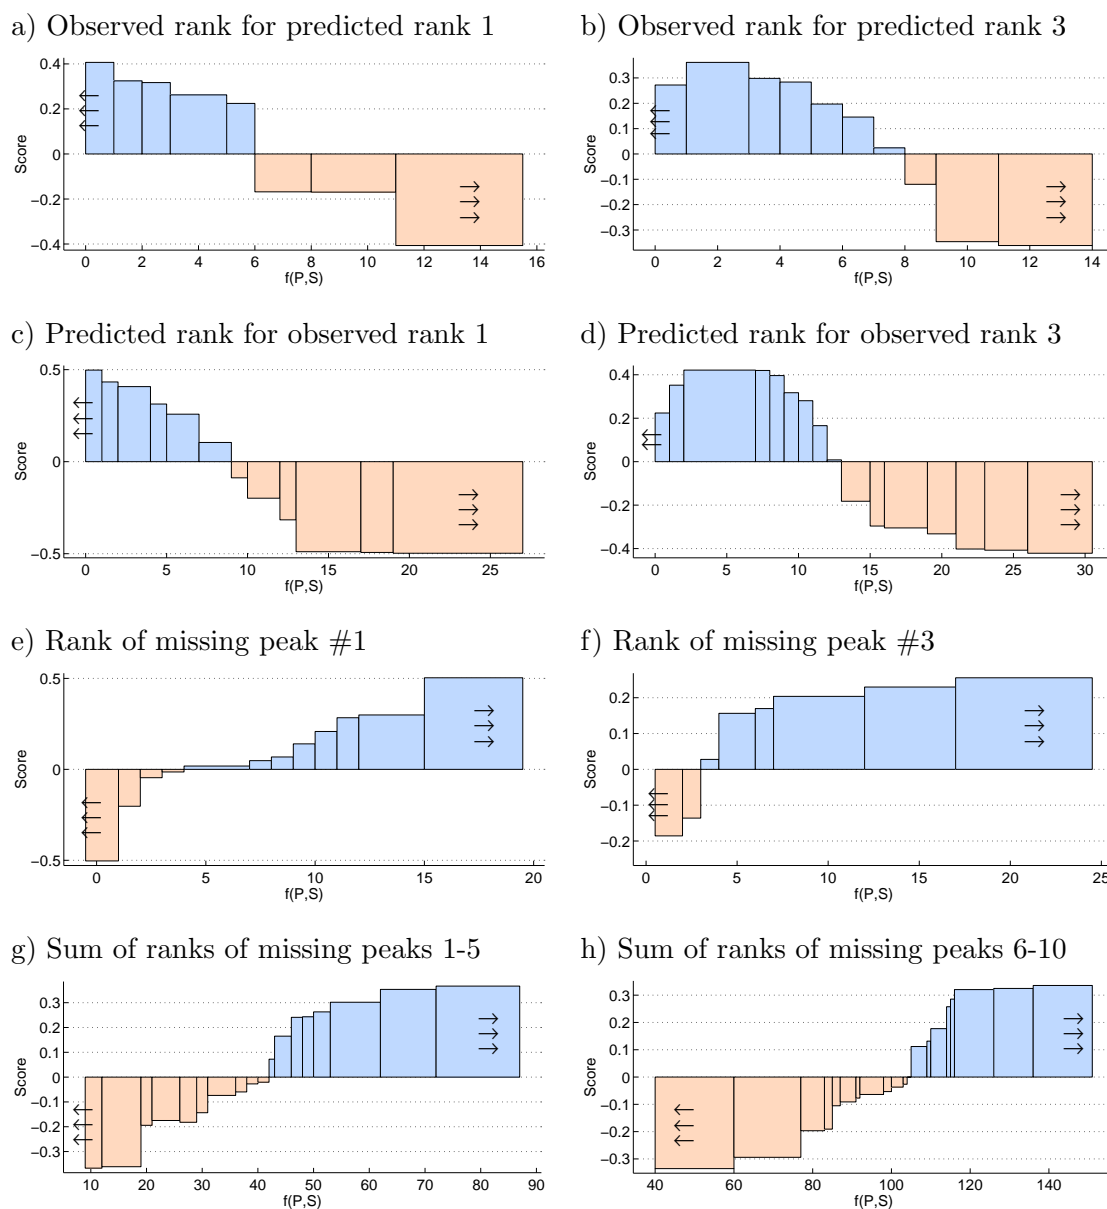 a) Observed rank for predicted rank 1
0.4
0.2
0
−0.2
−0.4
Score
0 2 4 6 8 10 12 14 16
f(P,S)
b) Observed rank for predicted rank 3
0.3
0.2
0.1
0
−0.1
−0.2
−0.3
Score
0 2 4 6 8 10 12 14
f(P,S)
c) Predicted rank for observed rank 1
0.5
0
−0.5
Score
0 5 10 15 20 25
f(P,S)
d) Predicted rank for observed rank 3
0.4
0.2
0
−0.2
−0.4
Score
0 5 10 15 20 25 30
f(P,S)
e) Rank of missing peak #1
0.5
0
−0.5
Score
0 5 10 15 20
f(P,S)
f) Rank of missing peak #3
0.2
0.1
0
−0.1
−0.2
Score
0 5 10 15 20 25
f(P,S)
g) Sum of ranks of missing peaks 1-5
0.3
0.2
0.1
0
−0.1
−0.2
−0.3
Score
10 20 30 40 50 60 70 80 90
f(P,S)
h) Sum of ranks of missing peaks 6-10
0.3
0.2
0.1
0
−0.1
−0.2
−0.3
Score
40 60 80 100 120 140
f(P,S)